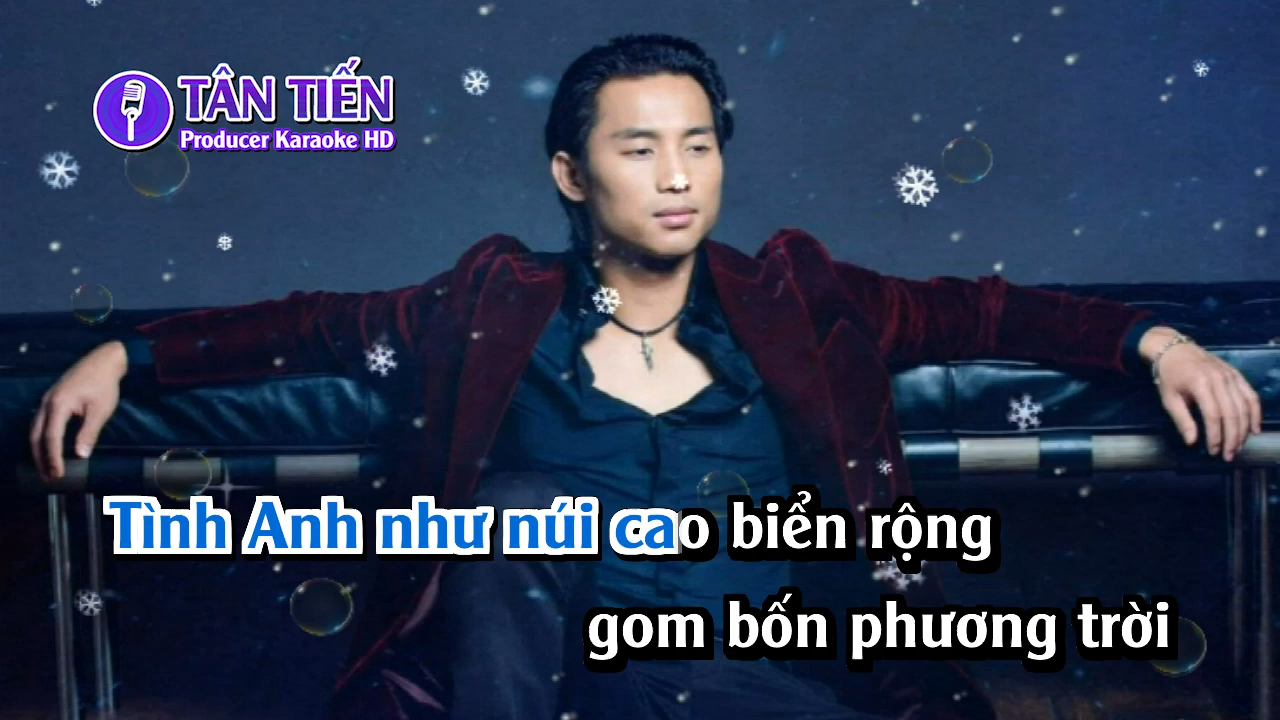 TÂN TIẾN
Producer Karaoke HD
Tình Anh như núi cao biển rộng
gom bốn phương trời